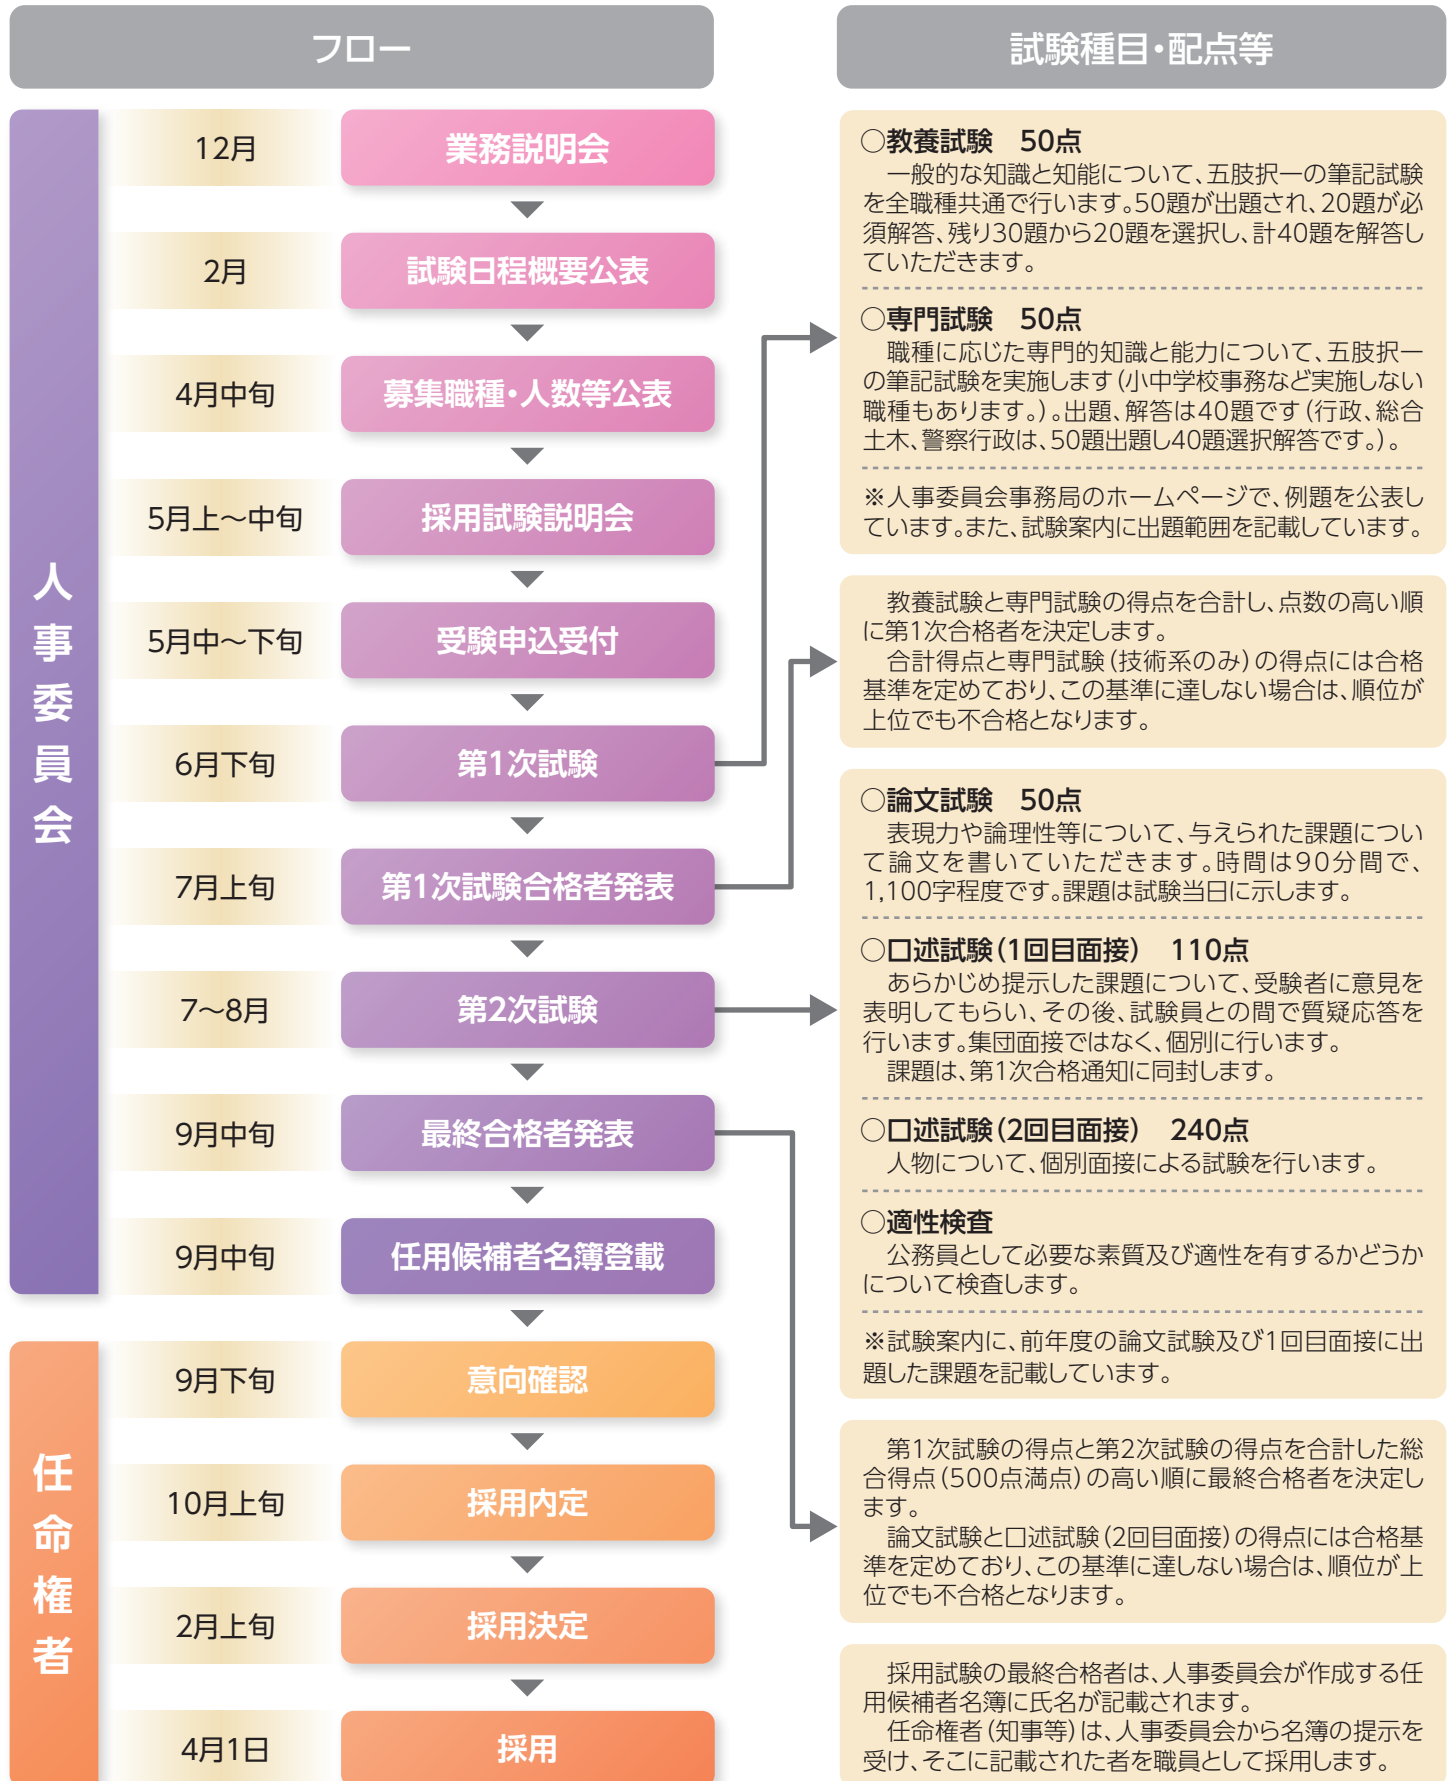 フロー
人事委員会
12月
業務説明会
2月
試験日程概要公表
4月中旬
募集職種・人数等公表
5月上〜中旬
採用試験説明会
5月中〜下旬
受験申込受付
6月下旬
第1次試験
7月上旬
第1次試験合格者発表
7〜8月
第2次試験
9月中旬
最終合格者発表
9月中旬
任用候補者名簿登載
任命権者
9月下旬
意向確認
10月上旬
採用内定
2月上旬
採用決定
4月1日
採用
試験種目・配点等
○教養試験　50点
　一般的な知識と知能について、五肢択一の筆記試験
を全職種共通で行います。50題が出題され、20題が必
須解答、残り30題から20題を選択し、計40題を解答し
ていただきます。
○専門試験　50点
　職種に応じた専門的知識と能力について、五肢択一
の筆記試験を実施します（小中学校事務など実施しない
職種もあります。）。出題、解答は40題です（行政、総合
土木、警察行政は、50題出題し40題選択解答です。）。
※人事委員会事務局のホームページで、例題を公表し
ています。また、試験案内に出題範囲を記載しています。
　教養試験と専門試験の得点を合計し、点数の高い順
に第1次合格者を決定します。
　合計得点と専門試験（技術系のみ）の得点には合格
基準を定めており、この基準に達しない場合は、順位が
上位でも不合格となります。
○論文試験　50点
　表現力や論理性等について、与えられた課題につい
て論文を書いていただきます。時間は90分間で、
1,100字程度です。課題は試験当日に示します。
○口述試験（1回目面接）　110点
　あらかじめ提示した課題について、受験者に意見を
表明してもらい、その後、試験員との間で質疑応答を
行います。集団面接ではなく、個別に行います。
　課題は、第1次合格通知に同封します。
○口述試験（2回目面接）　240点
　人物について、個別面接による試験を行います。
○適性検査
　公務員として必要な素質及び適性を有するかどうか
について検査します。
※試験案内に、前年度の論文試験及び1回目面接に出
題した課題を記載しています。
　第1次試験の得点と第2次試験の得点を合計した総
合得点（500点満点）の高い順に最終合格者を決定し
ます。
　論文試験と口述試験（2回目面接）の得点には合格基
準を定めており、この基準に達しない場合は、順位が上
位でも不合格となります。
　採用試験の最終合格者は、人事委員会が作成する任
用候補者名簿に氏名が記載されます。
　任命権者（知事等）は、人事委員会から名簿の提示を
受け、そこに記載された者を職員として採用します。